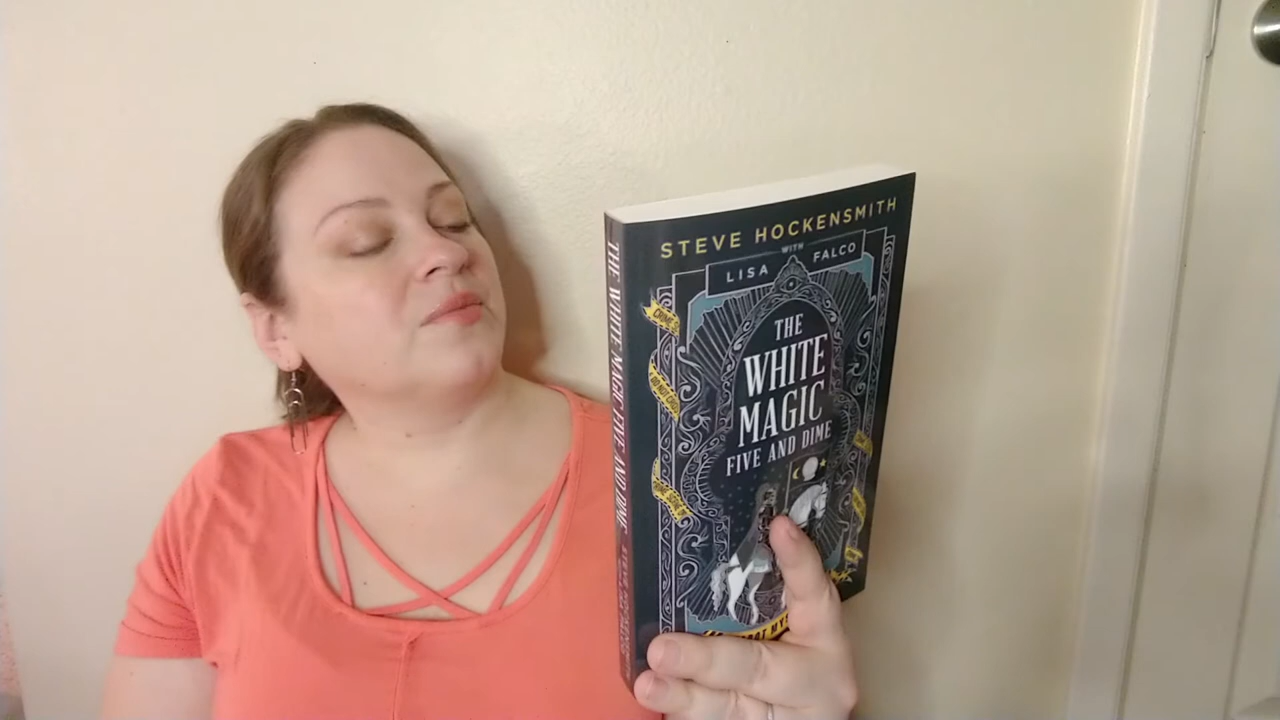 STEVE HOCKENSMITH
WITH
LISA FALCO
THE
WHITE
MAGIC
FIVE AND DIME
THE WHITE MAGIC FIVE AND DIME